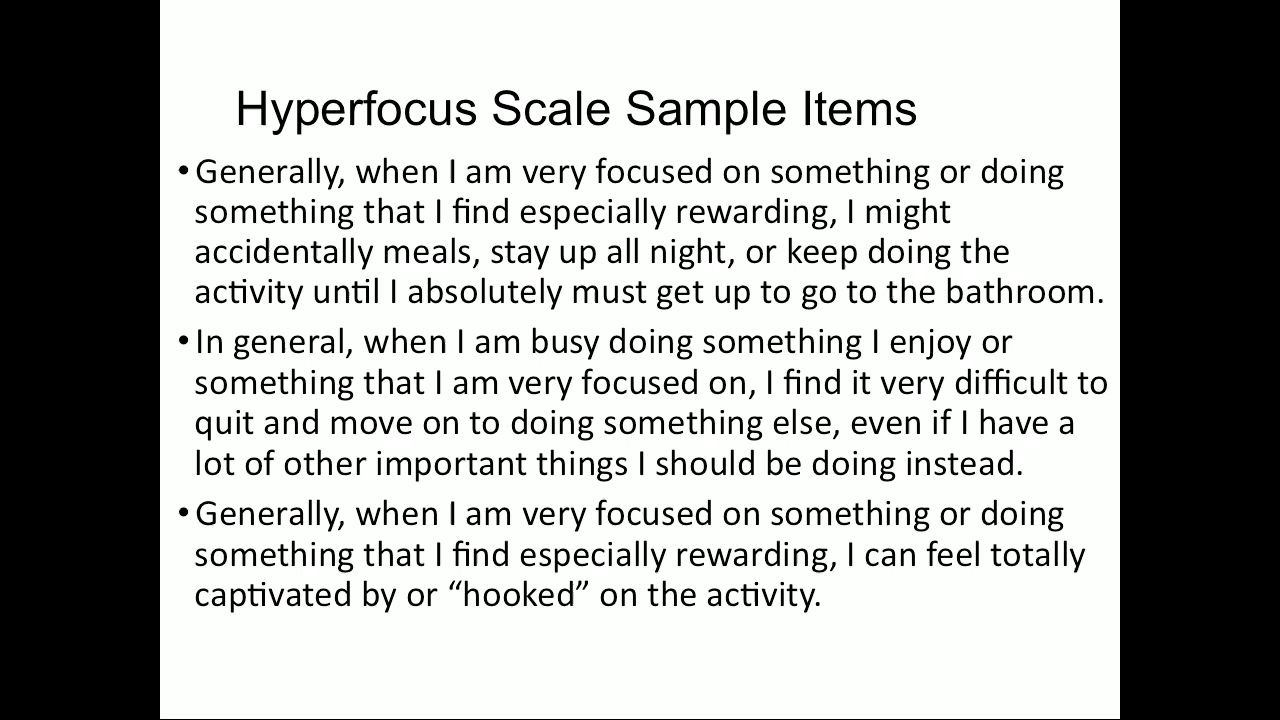 Hyperfocus Scale Sample Items
•Generally, when I am very focused on something or doing
something that I find especially rewarding, I might
accidentally meals, stay up all night, or keep doing the
activity until I absolutely must get up to go to the bathroom.
•In general, when I am busy doing something I enjoy or
something that I am very focused on, I find it very difficult to
quit and move on to doing something else, even if I have a
lot of other important things I should be doing instead.
•Generally, when I am very focused on something or doing
something that I find especially rewarding, I can feel totally
captivated by or “hooked” on the activity.